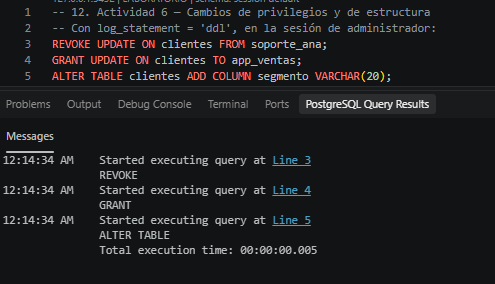 1 -- 12. Actividad 6 — Cambios de privilegios y de estructura
2 -- Con log_statement = 'ddl', en la sesión de administrador:
3 REVOKE UPDATE ON clientes FROM soporte_ana;
4 GRANT UPDATE ON clientes TO app_ventas;
5 ALTER TABLE clientes ADD COLUMN segmento VARCHAR(20);
Problems Output Debug Console Terminal Ports PostgreSQL Query Results
Messages
12:14:34 AM Started executing query at Line 3
REVOKE
12:14:34 AM Started executing query at Line 4
GRANT
12:14:34 AM Started executing query at Line 5
ALTER TABLE
Total execution time: 00:00:00.005